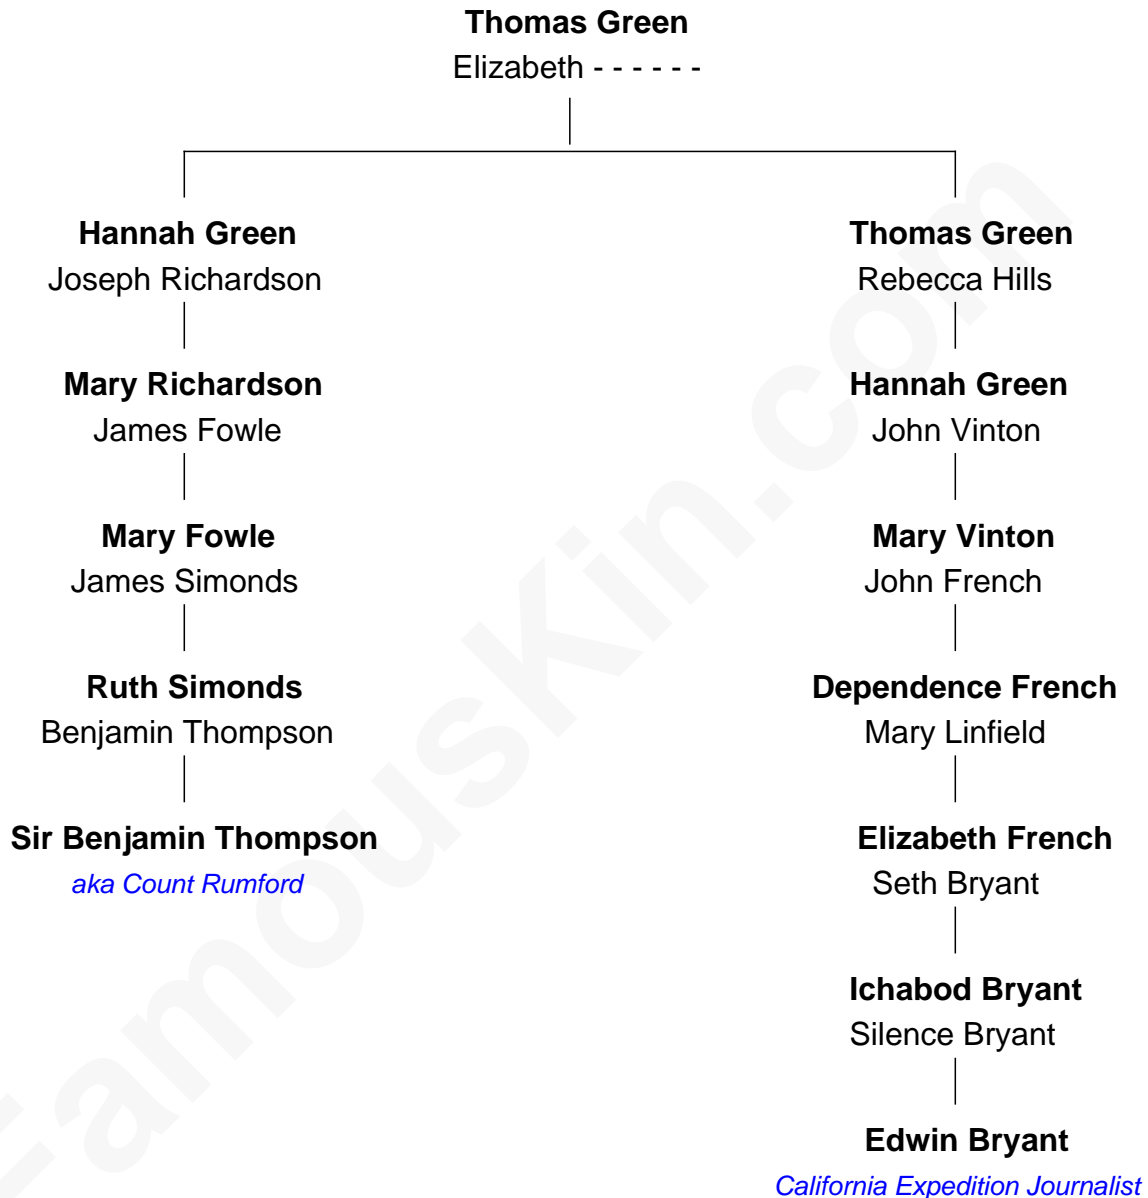 Thomas Green
Elizabeth - - - - - -
Hannah Green
Joseph Richardson
Mary Richardson
James Fowle
Mary Fowle
James Simonds
Ruth Simonds
Benjamin Thompson
Sir Benjamin Thompson
aka Count Rumford
Thomas Green
Rebecca Hills
Hannah Green
John Vinton
Mary Vinton
John French
Dependence French
Mary Linfield
Elizabeth French
Seth Bryant
Ichabod Bryant
Silence Bryant
Edwin Bryant
California Expedition Journalist
FamousKin.com